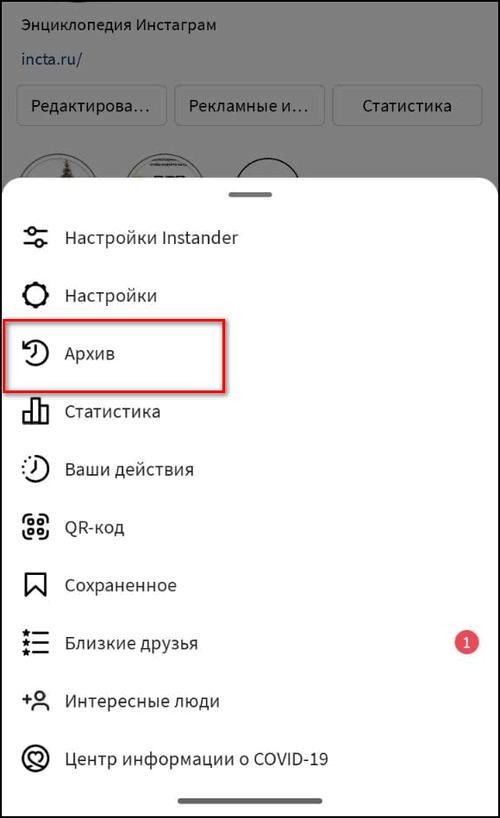 Энциклопедия Инстаграм
incta.ru/
Редактирова...
Рекламные и...
Статистика
Настройки Instander
Настройки
Архив
Статистика
Ваши действия
QR-код
Сохраненное
Близкие друзья
1
Интересные люди
Центр информации о COVID-19